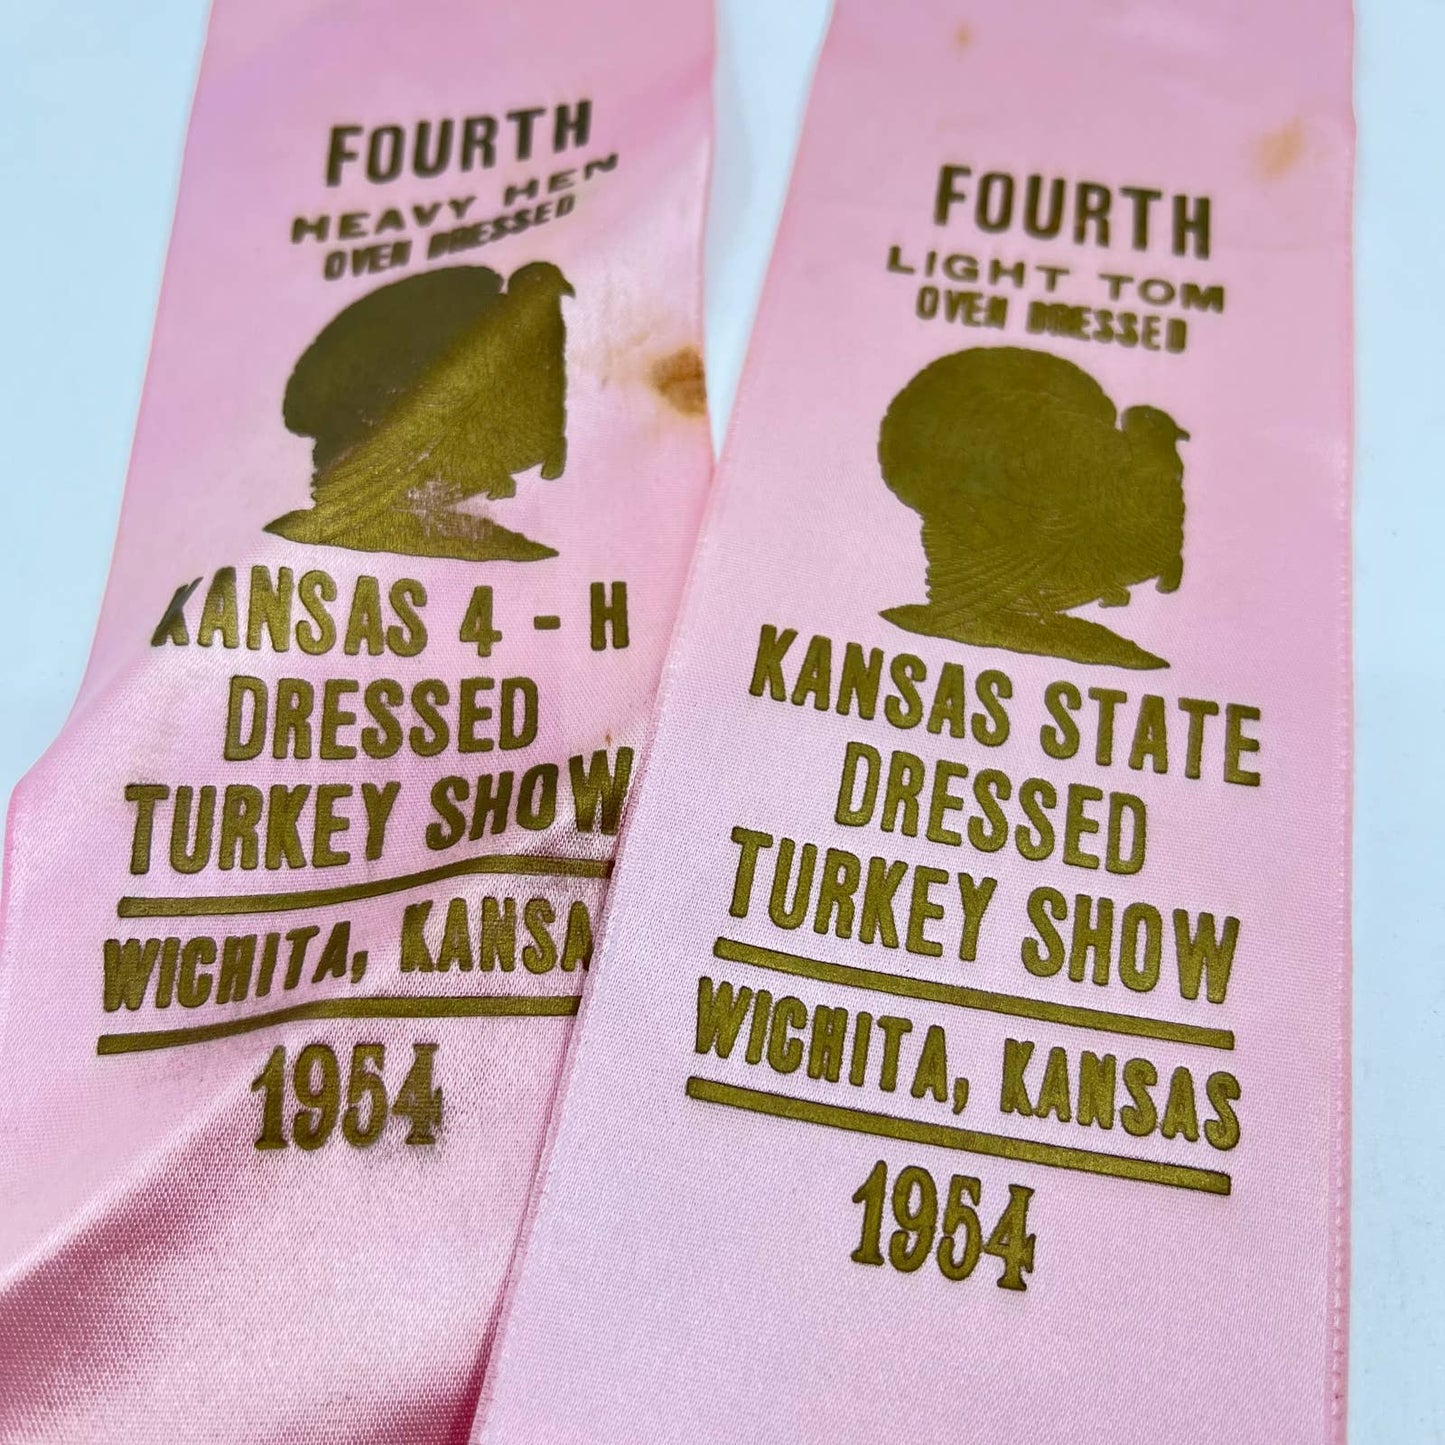 FOURTH
HEAVY HEN
OVEN DRESSED
KANSAS 4-H
DRESSED
TURKEY SHOW
WICHITA, KANSA
1954
FOURTH
LIGHT TOM
OVEN DRESSED
KANSAS STATE
DRESSED
TURKEY SHOW
WICHITA, KANSAS
1954